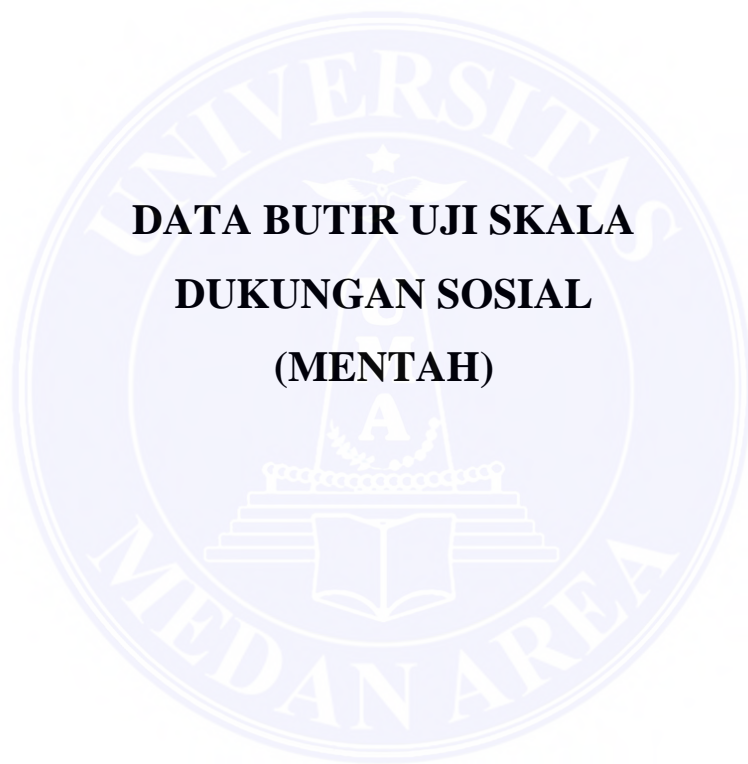 UNIVERSITAS
DATA BUTIR UJI SKALA
DUKUNGAN SOSIAL
(MENTAH)
U
M
A
MEDAN AREA